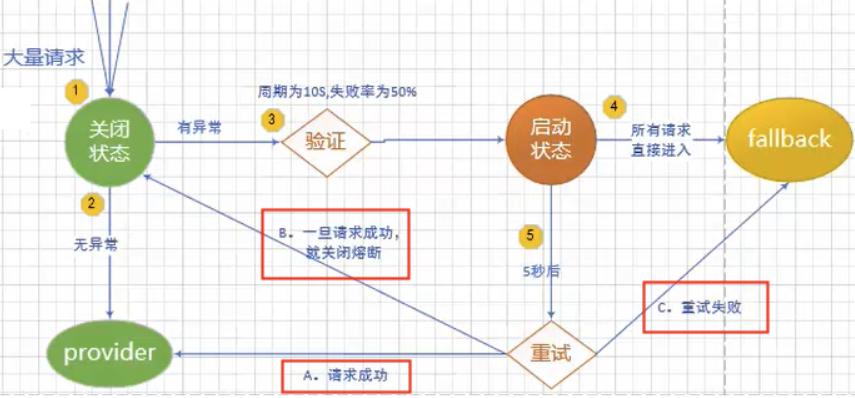 大量请求
1
关闭
状态
有异常
周期为10S,失败率为50%
3
验证
启动
状态
4
所有请求
直接进入
fallback
2
无异常
B. 一旦请求成功，
就关闭熔断
5
5秒后
C. 重试失败
provider
A. 请求成功
重试